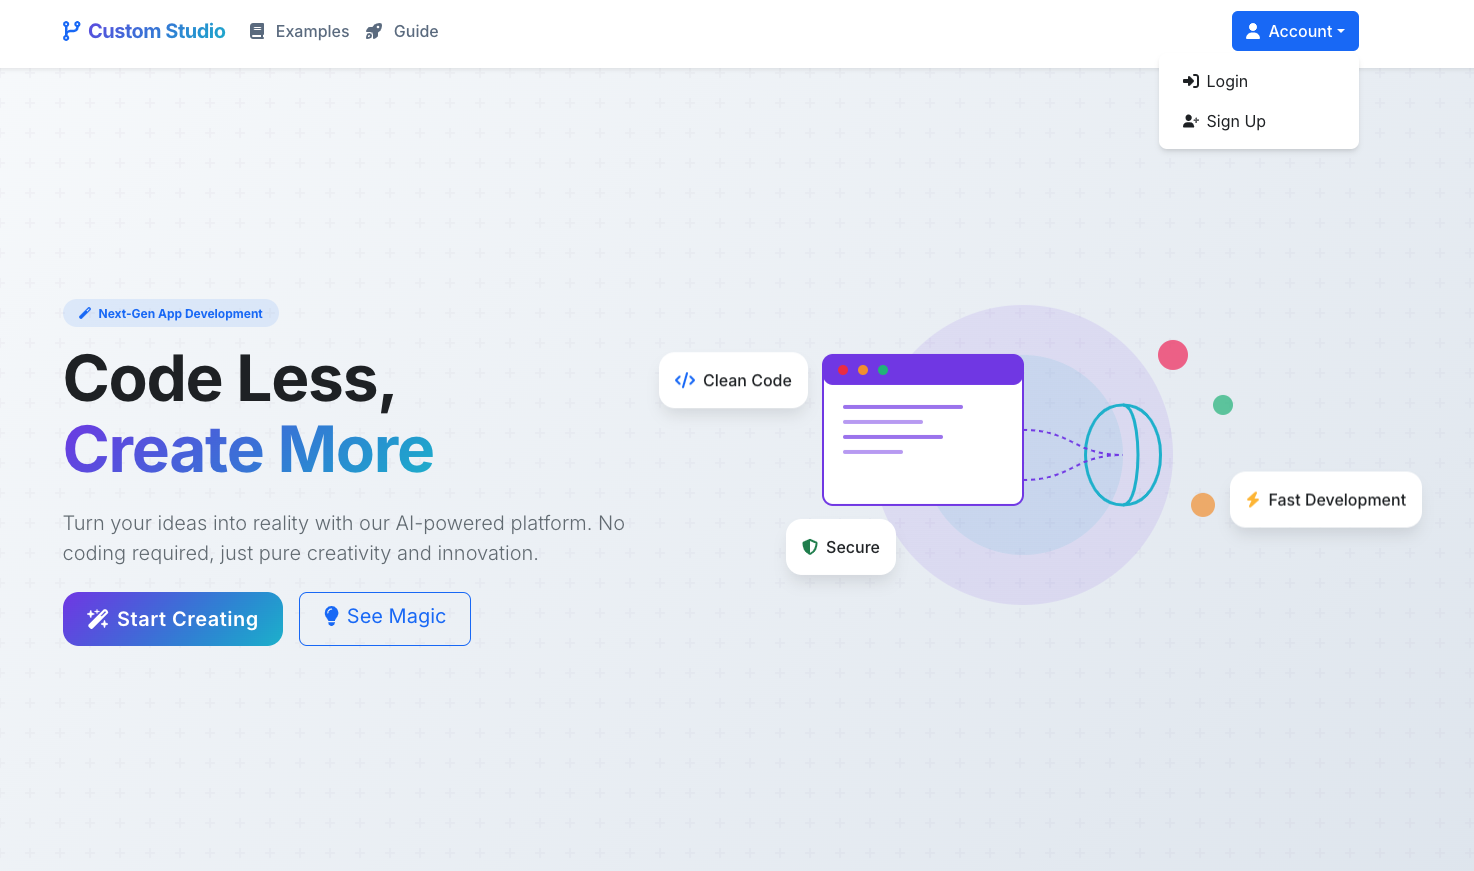 Custom Studio
Examples
Guide
Account
Login
Sign Up
Next-Gen App Development
Code Less,
Create More
Turn your ideas into reality with our AI-powered platform. No
coding required, just pure creativity and innovation.
Start Creating
See Magic
Clean Code
Secure
Fast Development